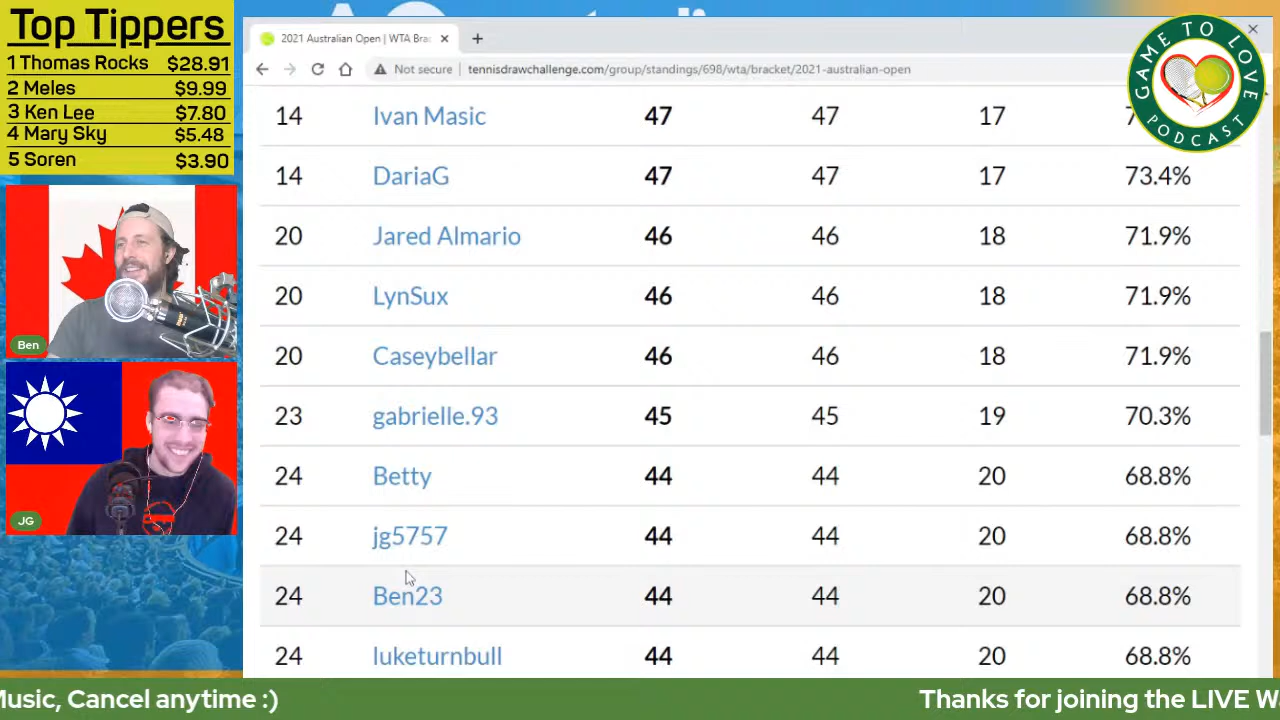 Top Tippers
1 Thomas Rocks $28.91
2 Meles $9.99
3 Ken Lee $7.80
4 Mary Sky $5.48
5 Soren $3.90
Ben
JG
2021 Australian Open | WTA Bra
Not secure | tennisdrawchallenge.com/group/standings/698/wta/bracket/2021-australian-open
GAME TO LOVE
PODCAST
14 Ivan Masic 47 47 17
14 DariaG 47 47 17 73.4%
20 Jared Almario 46 46 18 71.9%
20 LynSux 46 46 18 71.9%
20 Caseybellar 46 46 18 71.9%
23 gabrielle.93 45 45 19 70.3%
24 Betty 44 44 20 68.8%
24 jg5757 44 44 20 68.8%
24 Ben23 44 44 20 68.8%
24 luketurnbull 44 44 20 68.8%
Music, Cancel anytime :) Thanks for joining the LIVE W